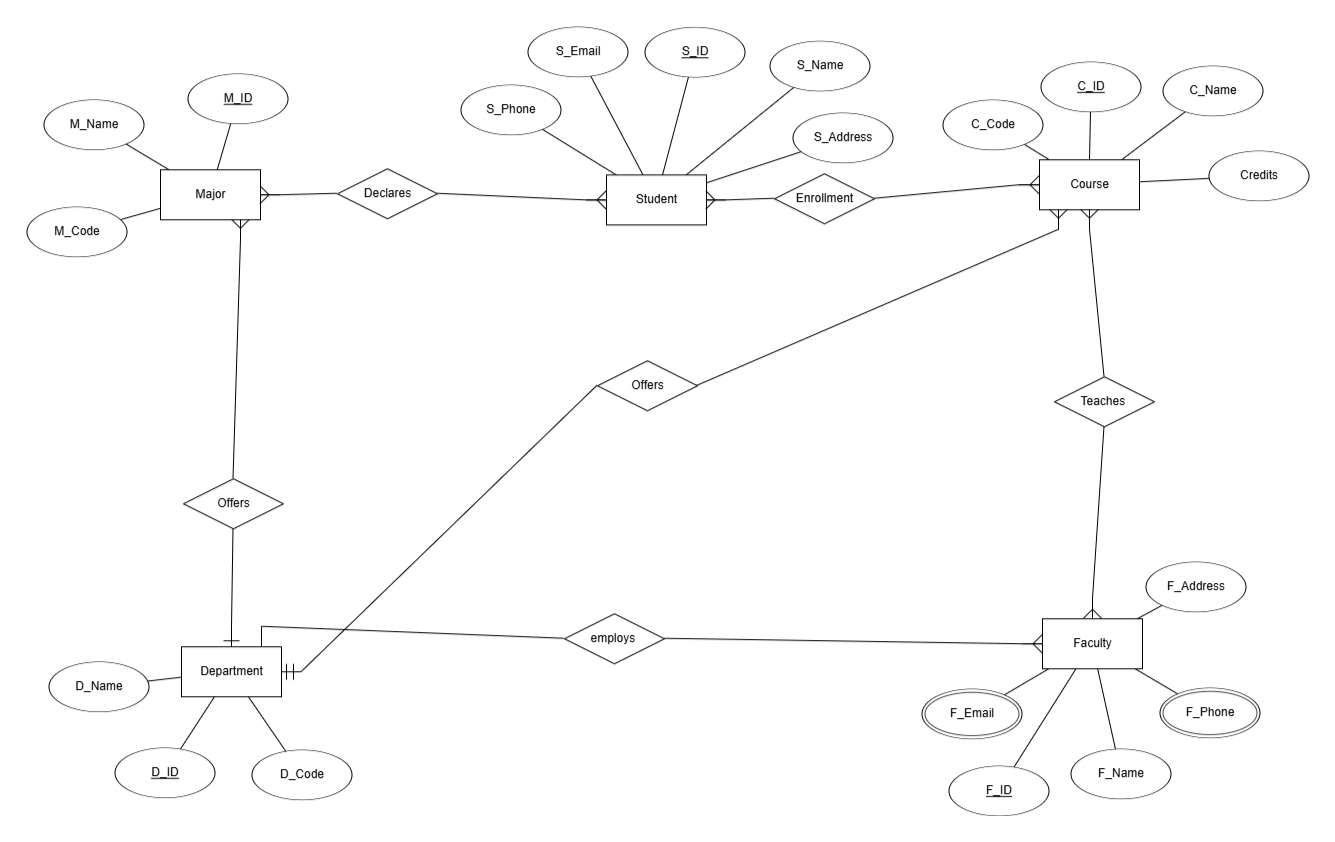 S_Email
S_ID
S_Name
M_ID
M_Name
S_Phone
S_Address
C_ID
C_Name
C_Code
Credits
Major
Declares
Student
Enrollment
Course
M_Code
Offers
Teaches
Offers
employs
Faculty
F_Address
Department
D_Name
D_ID
D_Code
F_Email
F_Phone
F_ID
F_Name